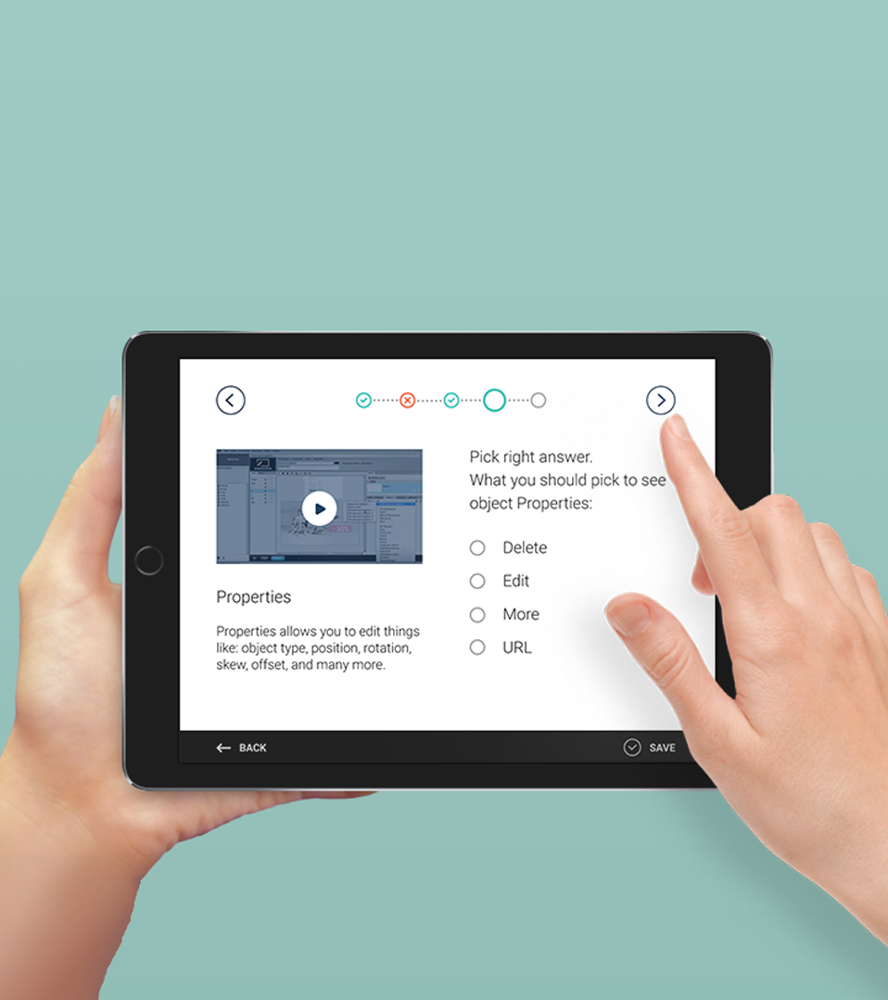 Pick right answer.
What you should pick to see
object Properties:
Delete
Edit
More
URL
Properties
Properties allows you to edit things
like: object type, position, rotation,
skew, offset, and many more.
BACK
SAVE